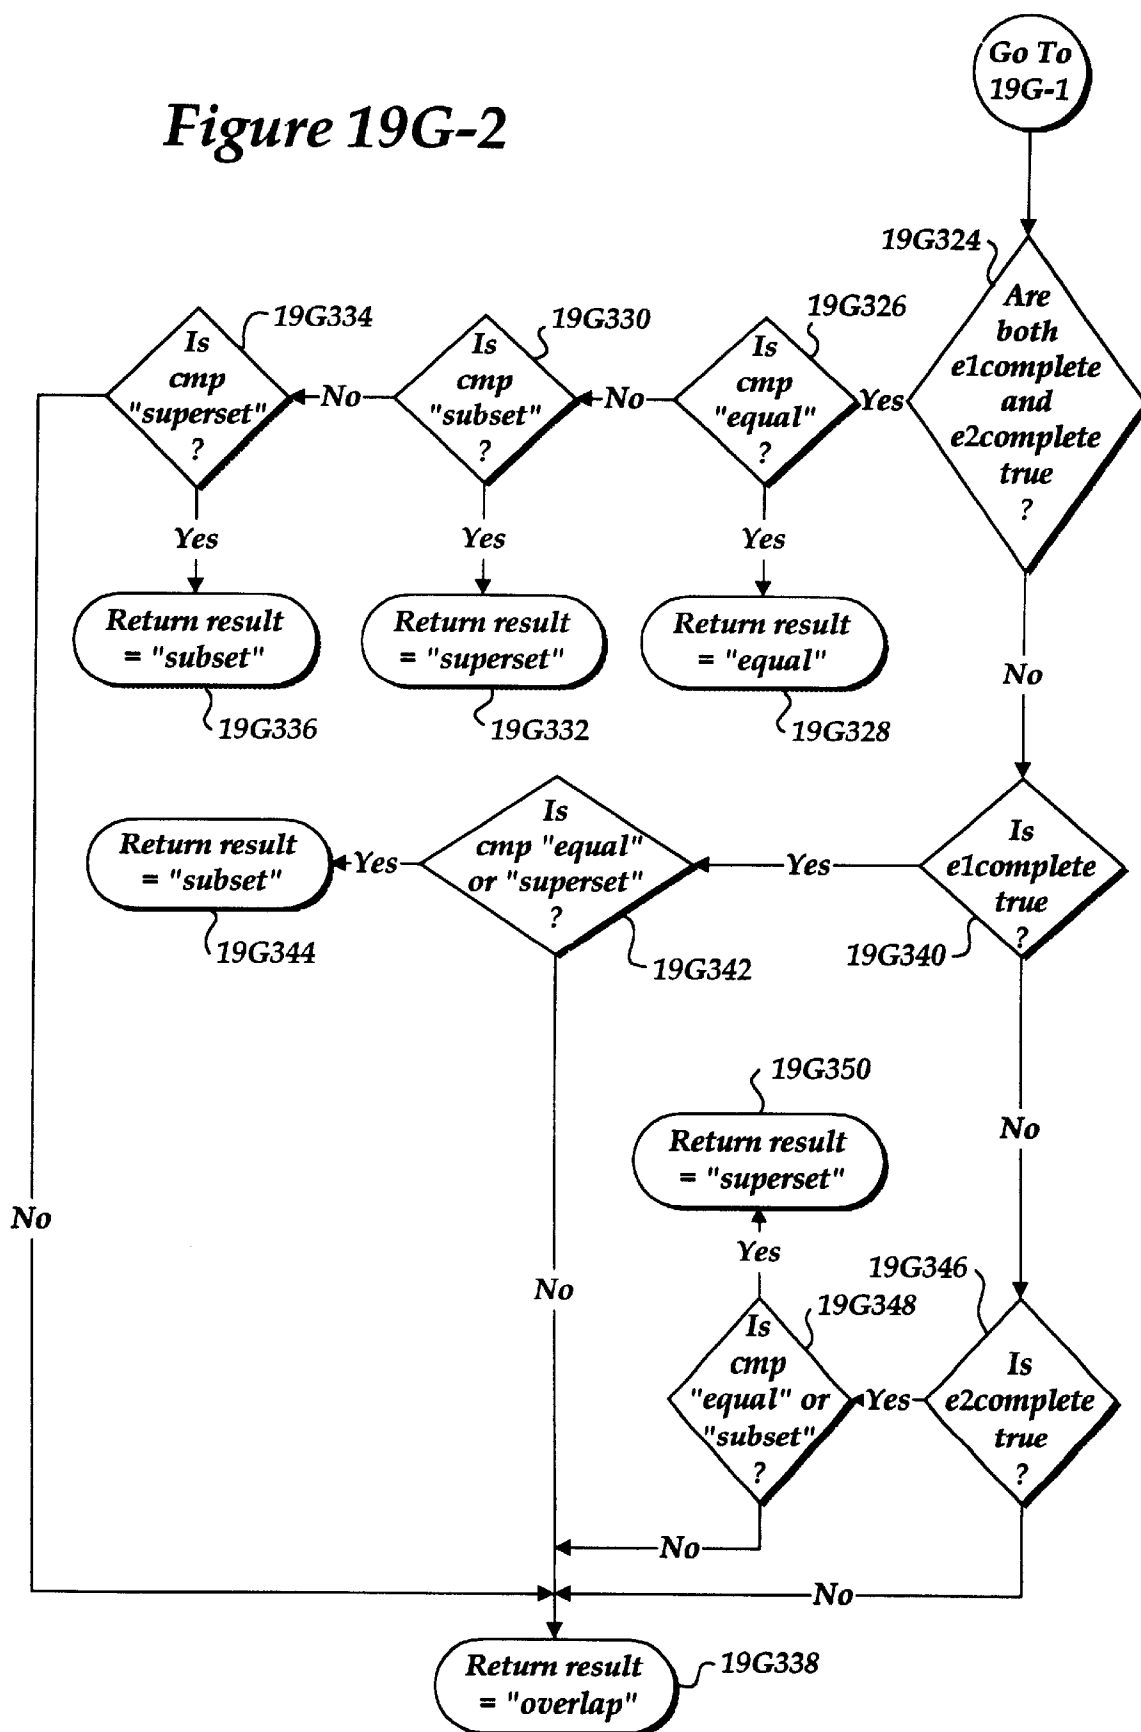 Go To
19G-1
Figure 19G-2
19G324
Are
both
e1complete
and
e2complete
true
?
19G334
Is
cmp
"superset"
?
No
19G330
Is
cmp
"subset"
?
No
19G326
Is
cmp
"equal"
?
Yes
Yes
Yes
Yes
Return result
= "subset"
Return result
= "superset"
Return result
= "equal"
No
19G336
19G332
19G328
Return result
= "subset"
Yes
Is
cmp "equal"
or "superset"
?
Yes
Is
e1complete
true
?
19G344
19G342
19G340
19G350
Return result
= "superset"
No
No
Yes
No
19G346
19G348
Is
cmp
"equal" or
"subset"
?
Yes
Is
e2complete
true
?
No
No
Return result
= "overlap"
19G338